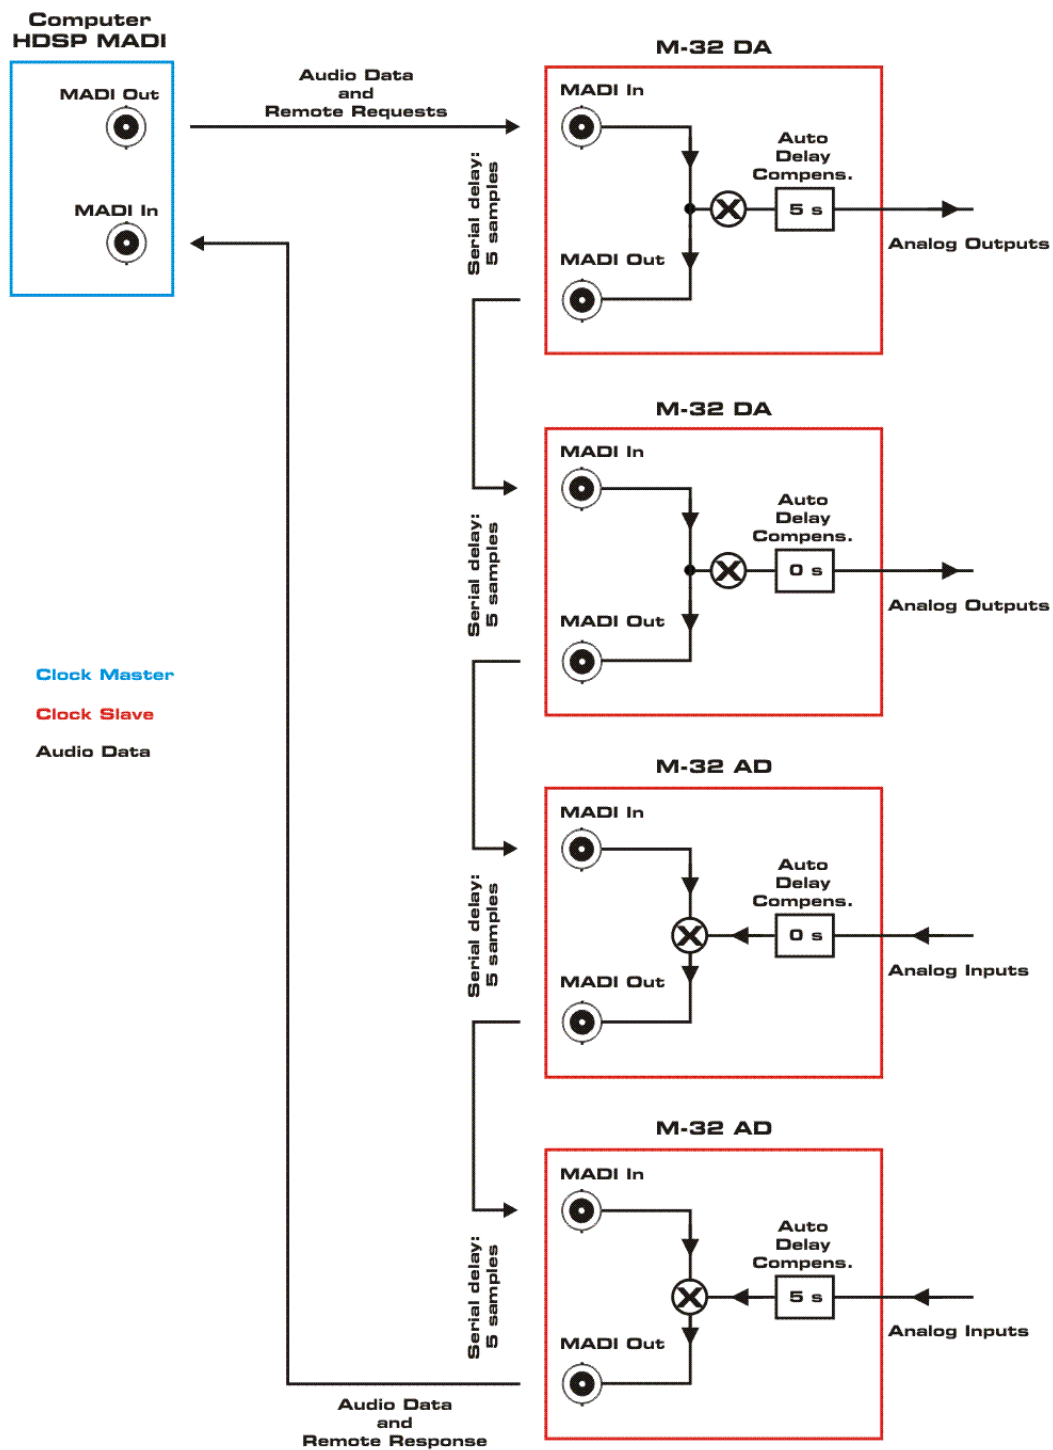 Computer
HDSP MADI
MADI Out
MADI In
Audio Data
and
Remote Requests
M-32 DA
MADI In
Auto
Delay
Compens.
5 s
Analog Outputs
MADI Out
Serial delay:
5 samples
M-32 DA
MADI In
Auto
Delay
Compens.
0 s
Analog Outputs
MADI Out
Serial delay:
5 samples
Clock Master
Clock Slave
Audio Data
M-32 AD
MADI In
Auto
Delay
Compens.
0 s
Analog Inputs
MADI Out
Serial delay:
5 samples
M-32 AD
MADI In
Auto
Delay
Compens.
5 s
Analog Inputs
MADI Out
Serial delay:
5 samples
Audio Data
and
Remote Response